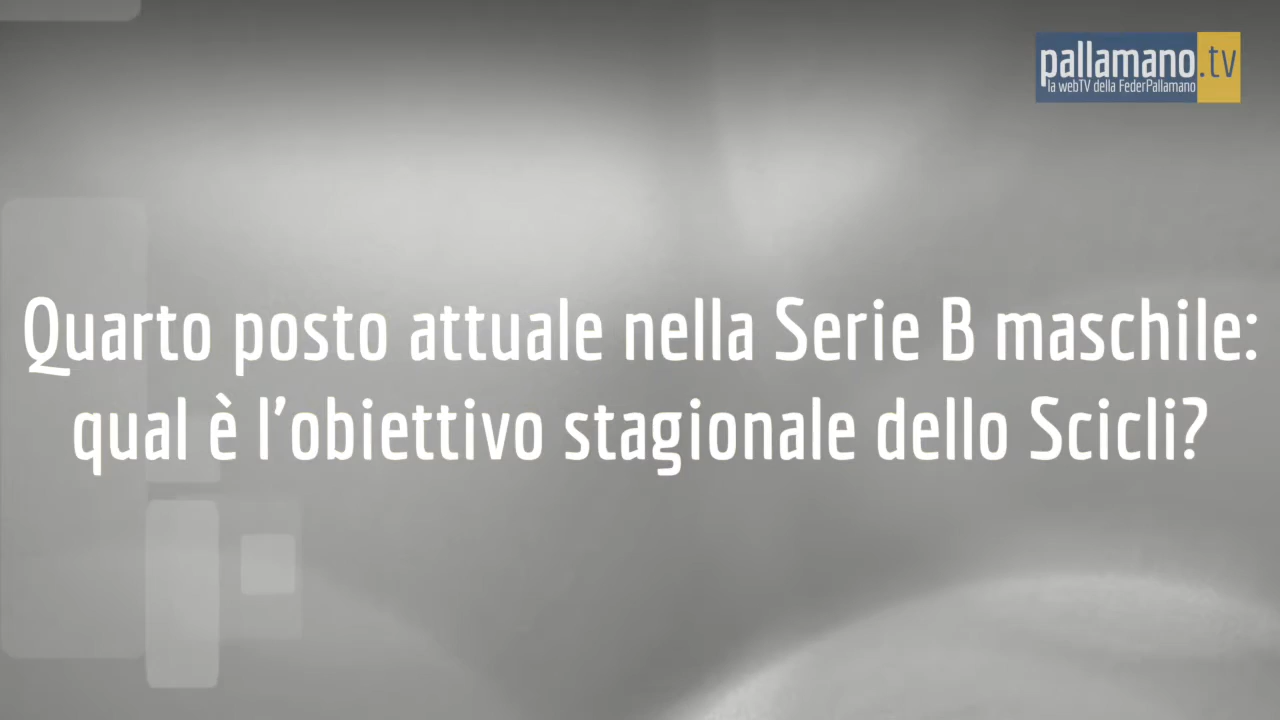 pallamano.tv
la webTV della FederPallamano
Quarto posto attuale nella Serie B maschile:
qual è l’obiettivo stagionale dello Scicli?